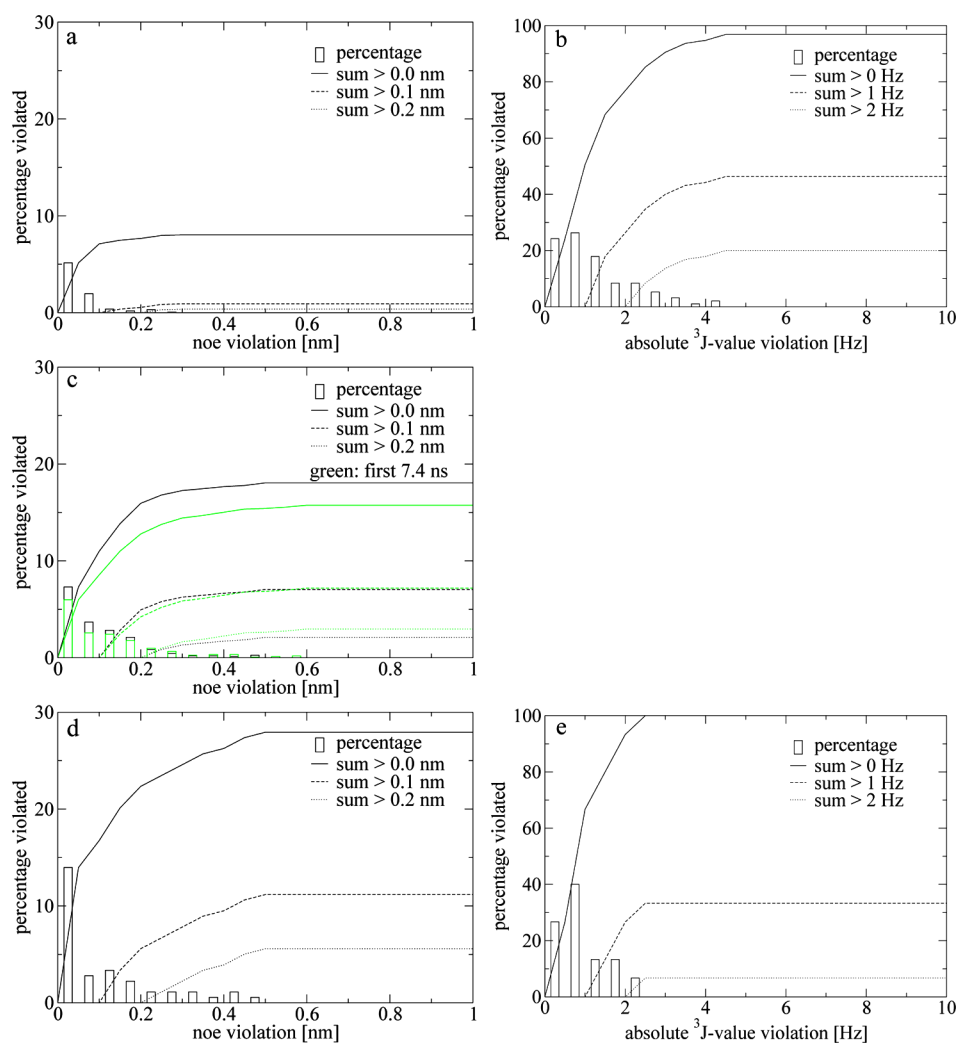 a
30
20
10
0
percentage violated
percentage
sum > 0.0 nm
sum > 0.1 nm
sum > 0.2 nm
0 0.2 0.4 0.6 0.8 1
noe violation [nm]
b
100
80
60
40
20
0
percentage violated
percentage
sum > 0 Hz
sum > 1 Hz
sum > 2 Hz
0 2 4 6 8 10
absolute ³J-value violation [Hz]
c
30
20
10
0
percentage violated
percentage
sum > 0.0 nm
sum > 0.1 nm
sum > 0.2 nm
green: first 7.4 ns
0 0.2 0.4 0.6 0.8 1
noe violation [nm]
d
30
20
10
0
percentage violated
percentage
sum > 0.0 nm
sum > 0.1 nm
sum > 0.2 nm
0 0.2 0.4 0.6 0.8 1
noe violation [nm]
e
100
80
60
40
20
0
percentage violated
percentage
sum > 0 Hz
sum > 1 Hz
sum > 2 Hz
0 2 4 6 8 10
absolute ³J-value violation [Hz]